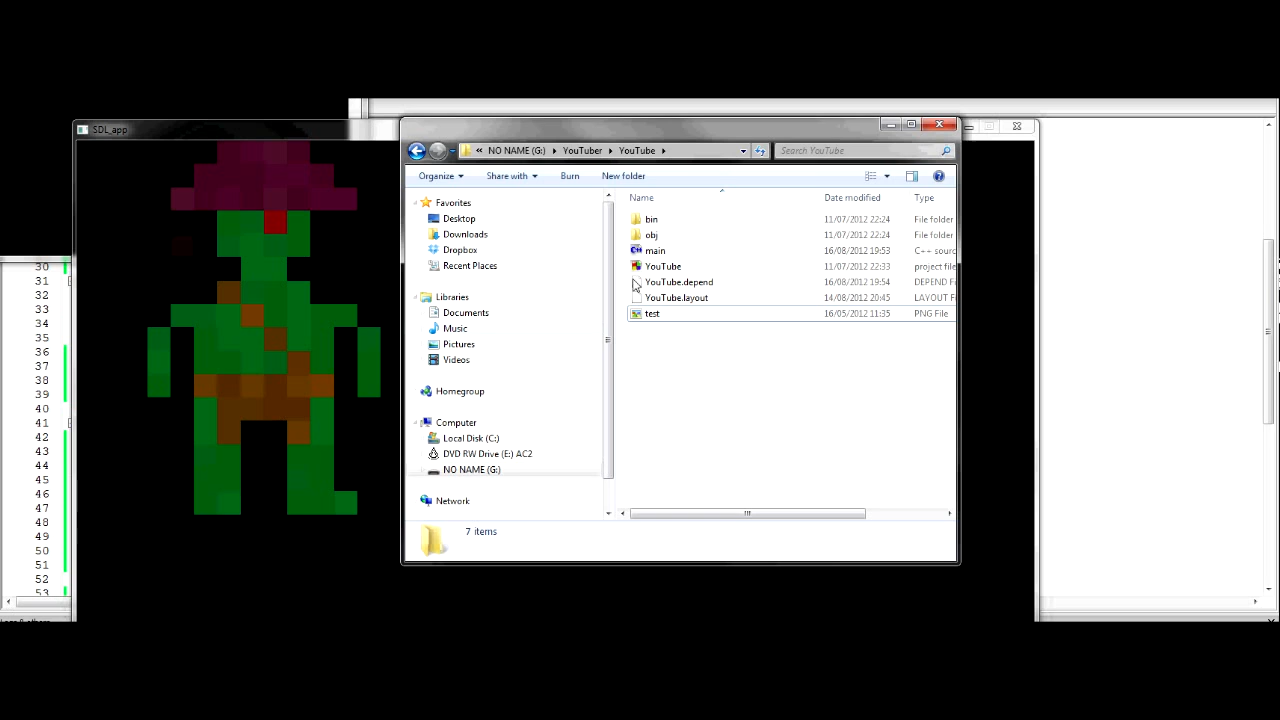 SDL_app
« NO NAME (G:) ▸ YouTuber ▸ YouTube ▸
Search YouTube
Organize ▾ Share with ▾ Burn New folder
Favorites
Desktop
Downloads
Dropbox
Recent Places
Libraries
Documents
Music
Pictures
Videos
Homegroup
Computer
Local Disk (C:)
DVD RW Drive (E:) AC2
NO NAME (G:)
Network
Name Date modified Type
bin 11/07/2012 22:24 File folder
obj 11/07/2012 22:24 File folder
main 16/08/2012 19:53 C++ sourc
YouTube 11/07/2012 22:33 project file
YouTube.depend 16/08/2012 19:54 DEPEND Fi
YouTube.layout 14/08/2012 20:45 LAYOUT F
test 16/05/2012 11:35 PNG File
7 items
30
31
32
33
34
35
36
37
38
39
40
41
42
43
44
45
46
47
48
49
50
51
52
53